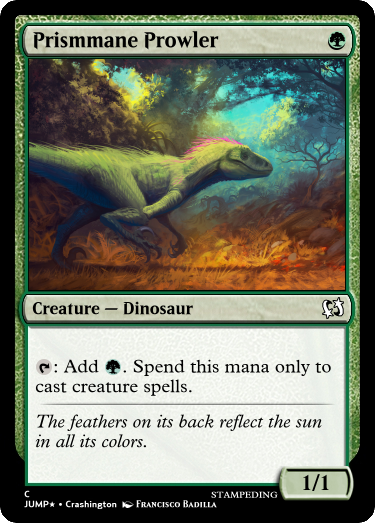 Prismmane Prowler
Creature — Dinosaur
: Add . Spend this mana only to
cast creature spells.
The feathers on its back reflect the sun
in all its colors.
1/1
C
STAMPEDING
JUMP★ • Crashington Francisco Badilla